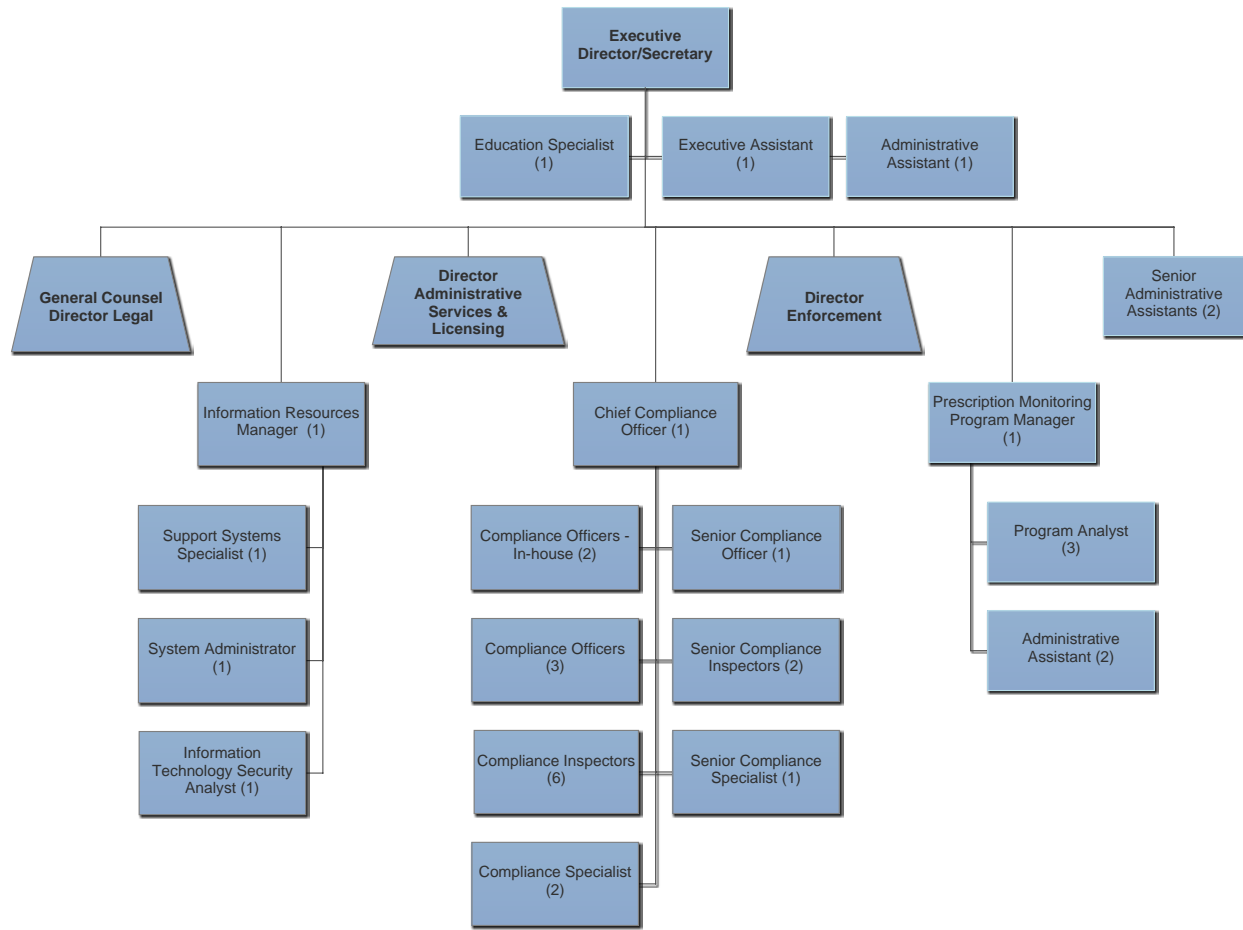 Executive
Director/Secretary
Education Specialist
(1)
Executive Assistant
(1)
Administrative
Assistant (1)
General Counsel
Director Legal
Director
Administrative
Services &
Licensing
Director
Enforcement
Senior
Administrative
Assistants (2)
Information Resources
Manager (1)
Chief Compliance
Officer (1)
Prescription Monitoring
Program Manager
(1)
Support Systems
Specialist (1)
Compliance Officers -
In-house (2)
Senior Compliance
Officer (1)
Program Analyst
(3)
System Administrator
(1)
Compliance Officers
(3)
Senior Compliance
Inspectors (2)
Administrative
Assistant (2)
Information
Technology Security
Analyst (1)
Compliance Inspectors
(6)
Senior Compliance
Specialist (1)
Compliance Specialist
(2)